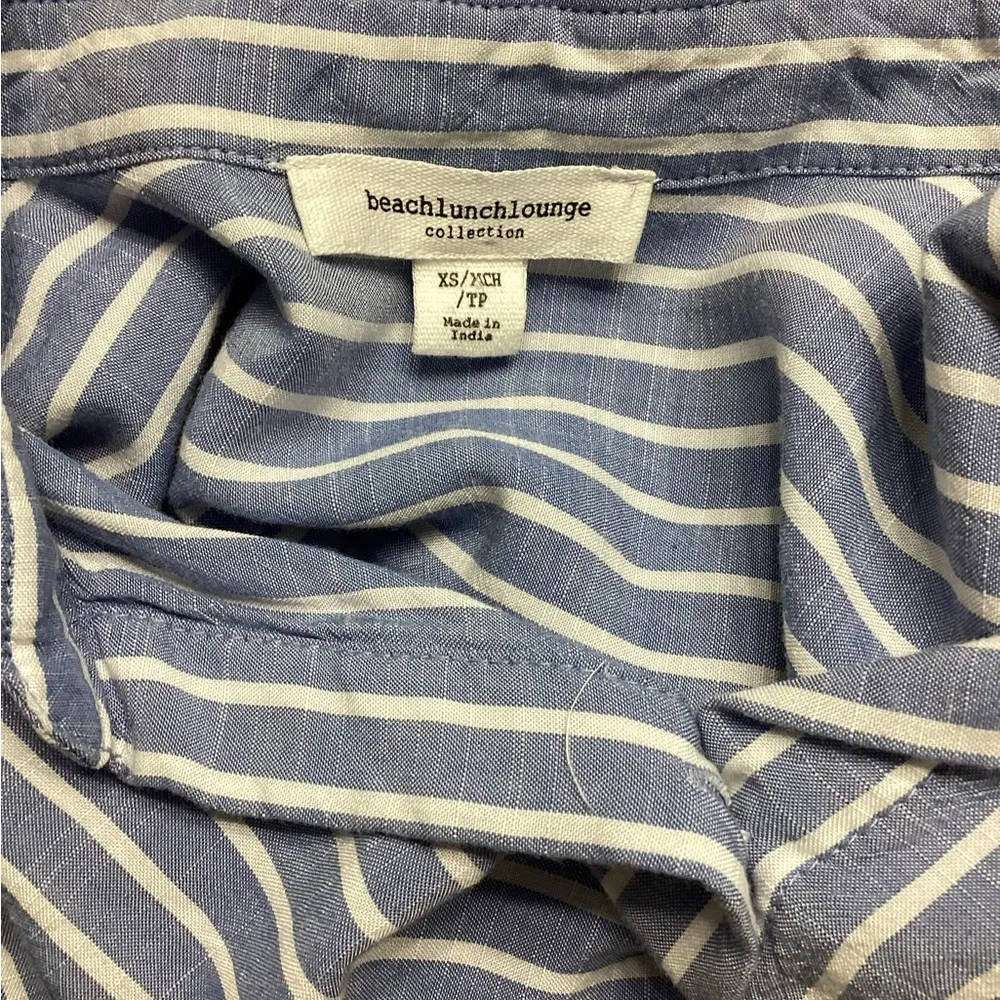 beachlunchlounge
collection
XS/XCH
/TP
Made in
India